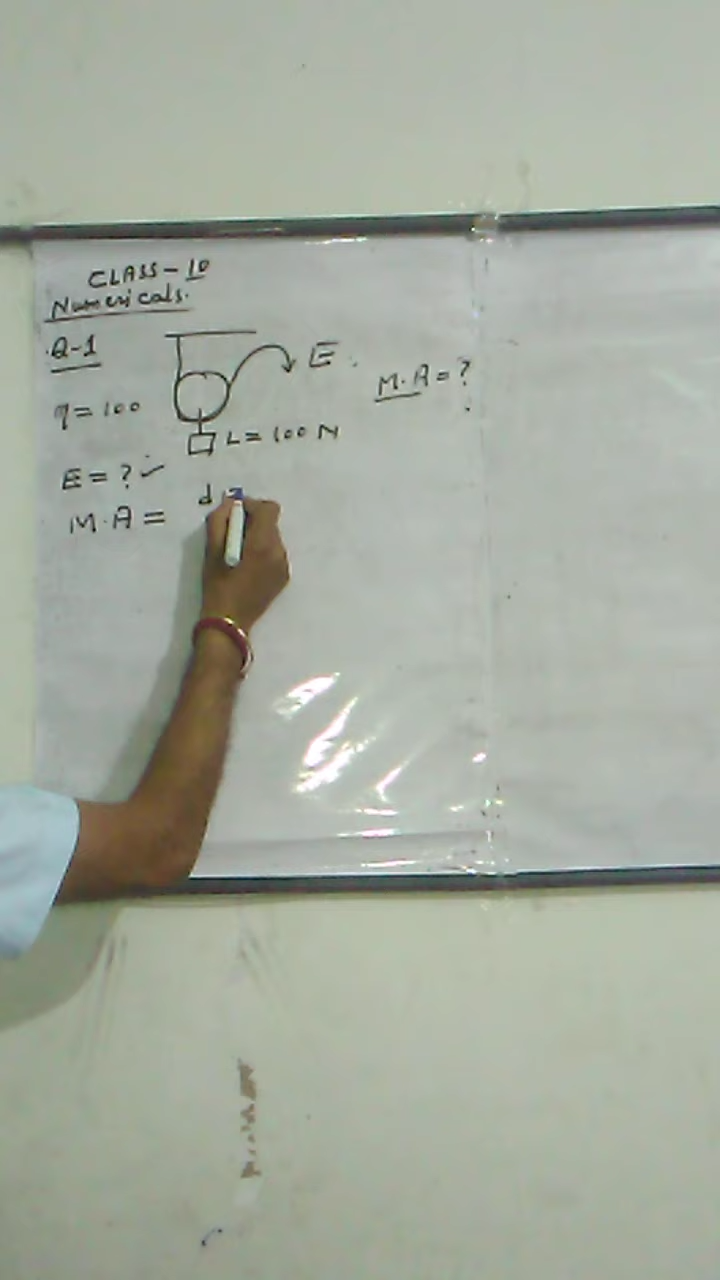 CLASS-10
Numericals.
Q-1
E
M.A = ?
η = 100
L = 100 N
E = ? ✓
M.A =
d